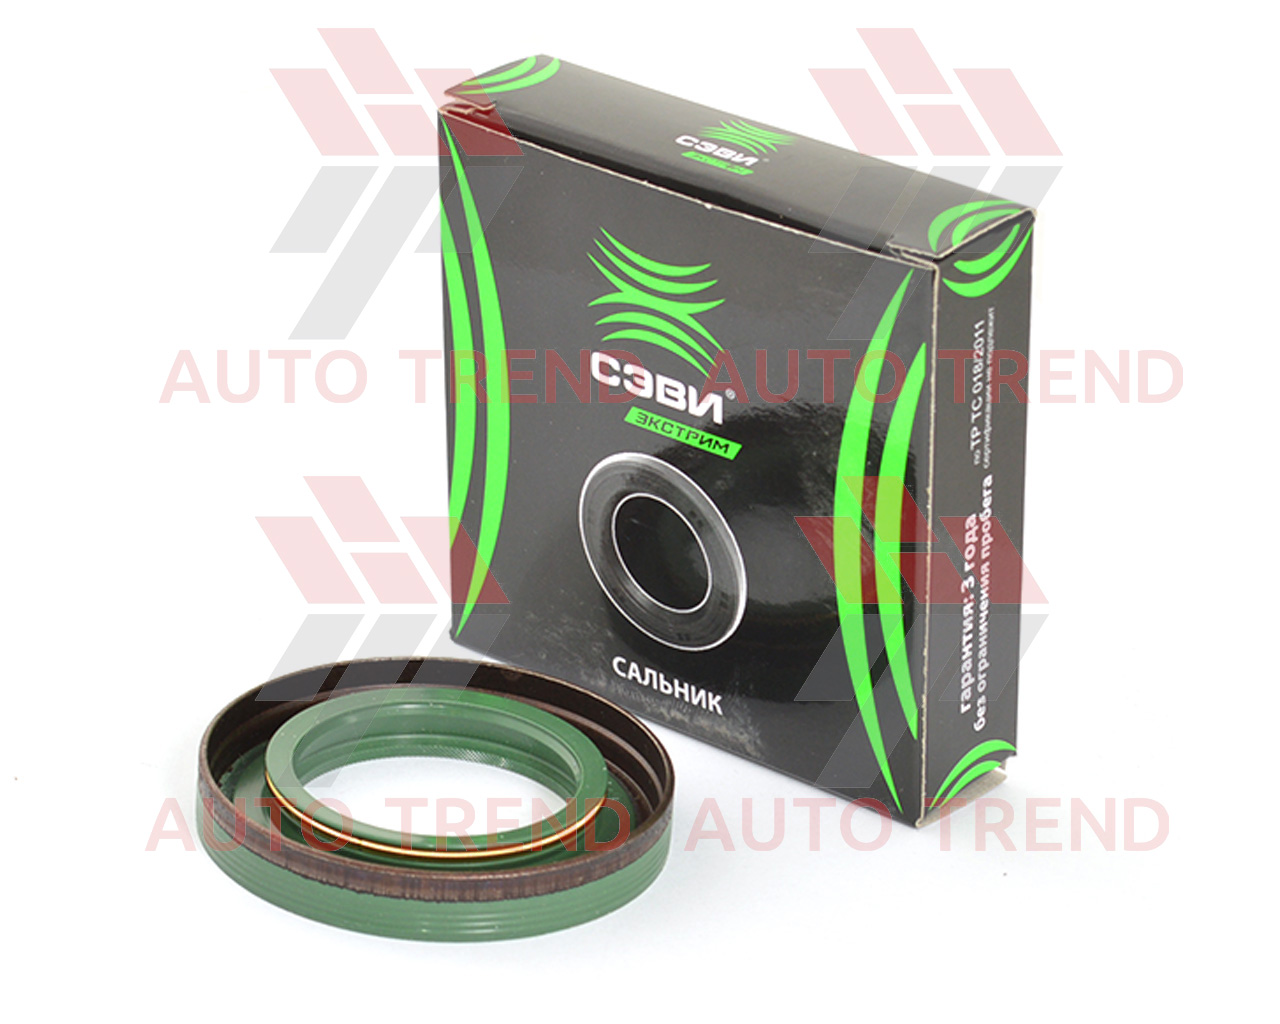 СЭВИ®
СЭВИ®
ЭКСТРИМ
САЛЬНИК
по ТР ТС 018/2011
сертификации не подлежит
гарантия: 3 года
без ограничения пробега
AUTO TREND
AUTO TREND
AUTO TREND
AUTO TREND